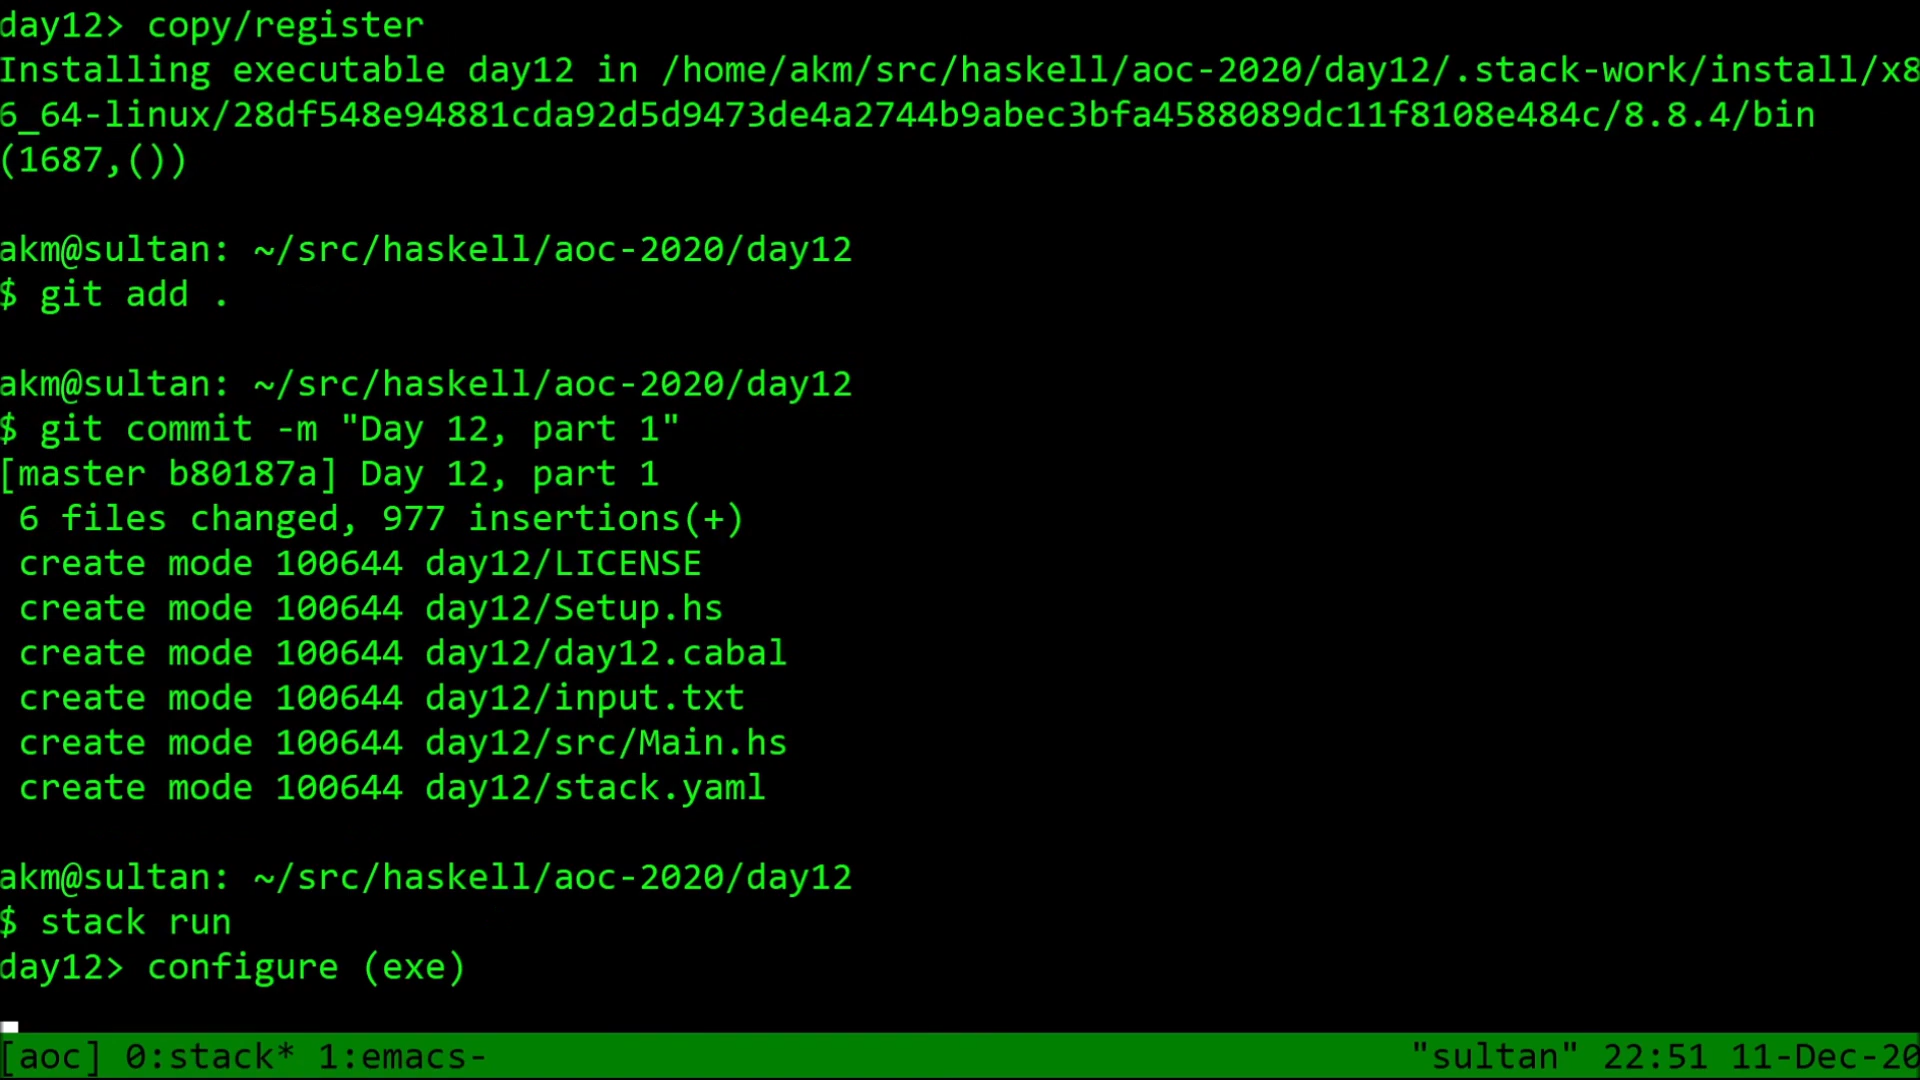 day12> copy/register
Installing executable day12 in /home/akm/src/haskell/aoc-2020/day12/.stack-work/install/x8
6_64-linux/28df548e94881cda92d5d9473de4a2744b9abec3bfa4588089dc11f8108e484c/8.8.4/bin
(1687,())
akm@sultan: ~/src/haskell/aoc-2020/day12
$ git add .
akm@sultan: ~/src/haskell/aoc-2020/day12
$ git commit -m "Day 12, part 1"
[master b80187a] Day 12, part 1
 6 files changed, 977 insertions(+)
 create mode 100644 day12/LICENSE
 create mode 100644 day12/Setup.hs
 create mode 100644 day12/day12.cabal
 create mode 100644 day12/input.txt
 create mode 100644 day12/src/Main.hs
 create mode 100644 day12/stack.yaml
akm@sultan: ~/src/haskell/aoc-2020/day12
$ stack run
day12> configure (exe)
[aoc] 0:stack* 1:emacs- "sultan" 22:51 11-Dec-20